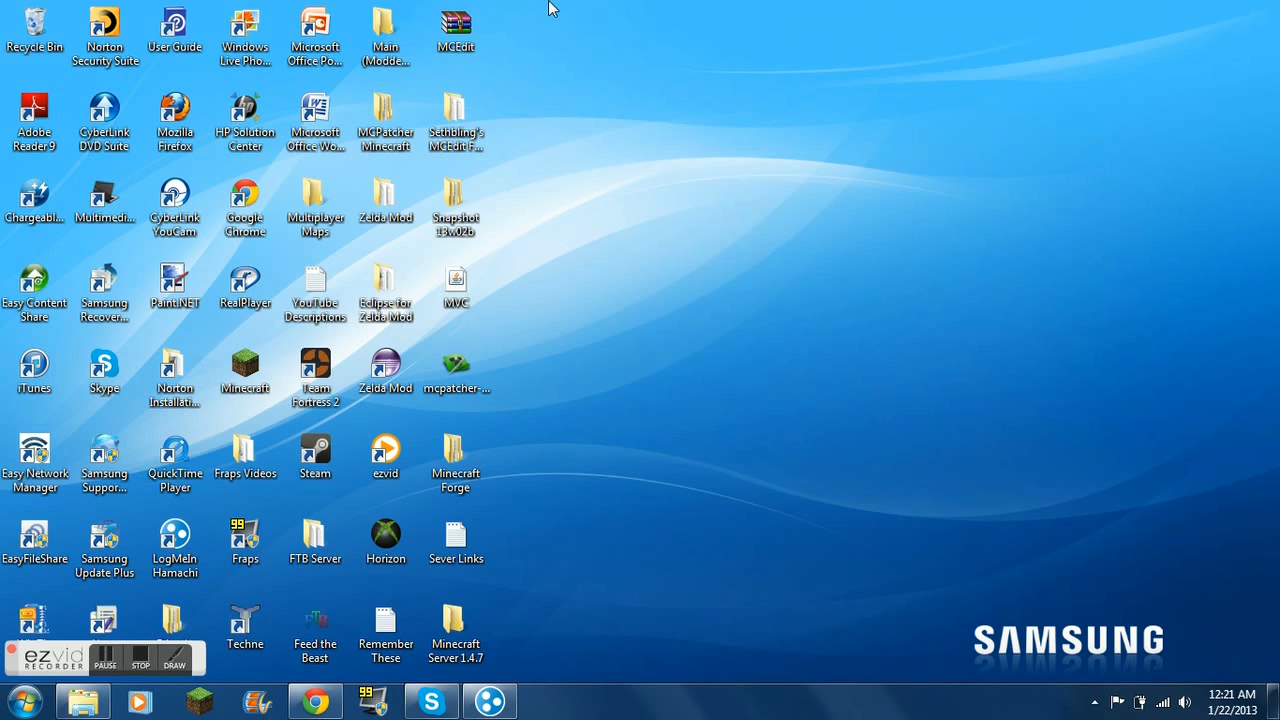 Recycle Bin
Norton
Security Suite
User Guide
Windows
Live Pho...
Microsoft
Office Po...
Main
(Modde...
MCEdit
Adobe
Reader 9
CyberLink
DVD Suite
Mozilla
Firefox
HP Solution
Center
Microsoft
Office Wo...
MCPatcher
Minecraft
Sethbling's
MCEdit F...
Chargeabl...
Multimedi...
CyberLink
YouCam
Google
Chrome
Multiplayer
Maps
Zelda Mod
Snapshot
13w02b
Easy Content
Share
Samsung
Recover...
Paint.NET
RealPlayer
YouTube
Descriptions
Eclipse for
Zelda Mod
MVC
iTunes
Skype
Norton
Installati...
Minecraft
Team
Fortress 2
Zelda Mod
mcpatcher-...
Easy Network
Manager
Samsung
Suppor...
QuickTime
Player
Fraps Videos
Steam
ezvid
Minecraft
Forge
EasyFileShare
Samsung
Update Plus
LogMeIn
Hamachi
99
Fraps
FTB Server
Horizon
Sever Links
Techne
FTB
Feed the
Beast
Remember
These
Minecraft
Server 1.4.7
SAMSUNG
ezvid
RECORDER
PAUSE
STOP
DRAW
99
12:21 AM
1/22/2013